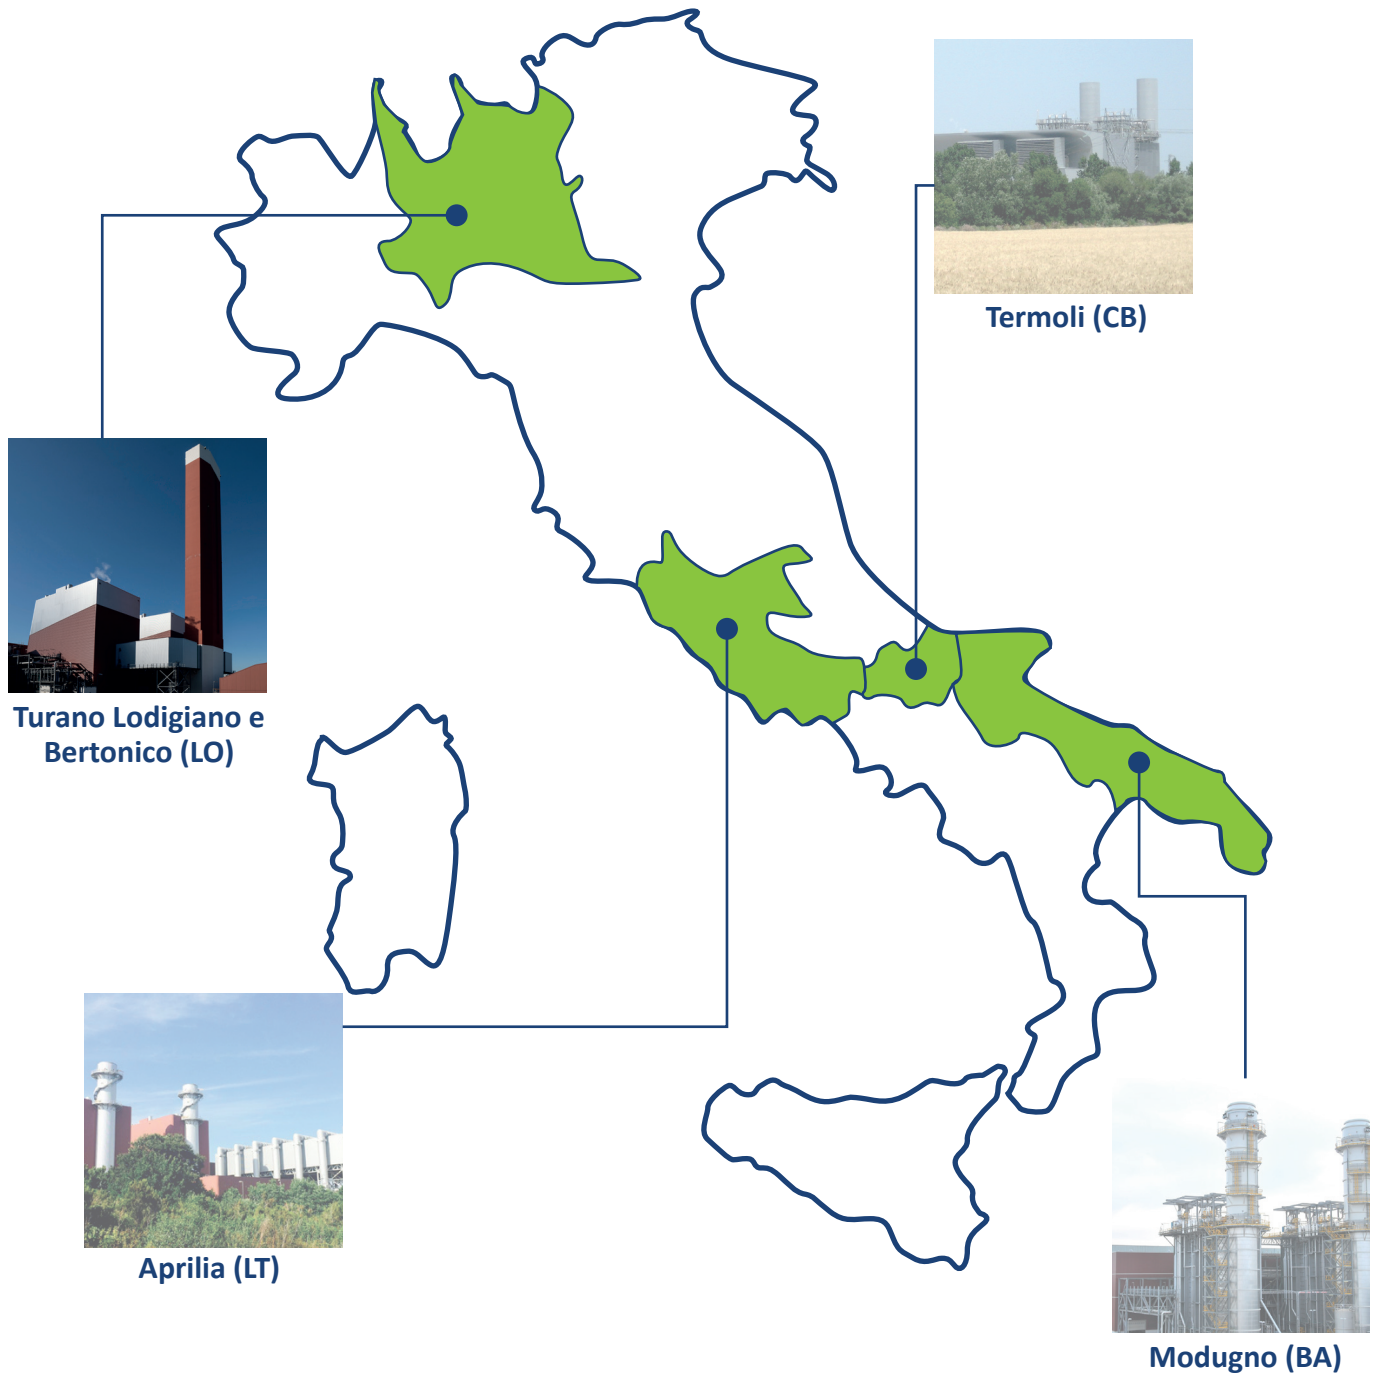 Termoli (CB)
Turano Lodigiano e
Bertonico (LO)
Aprilia (LT)
Modugno (BA)